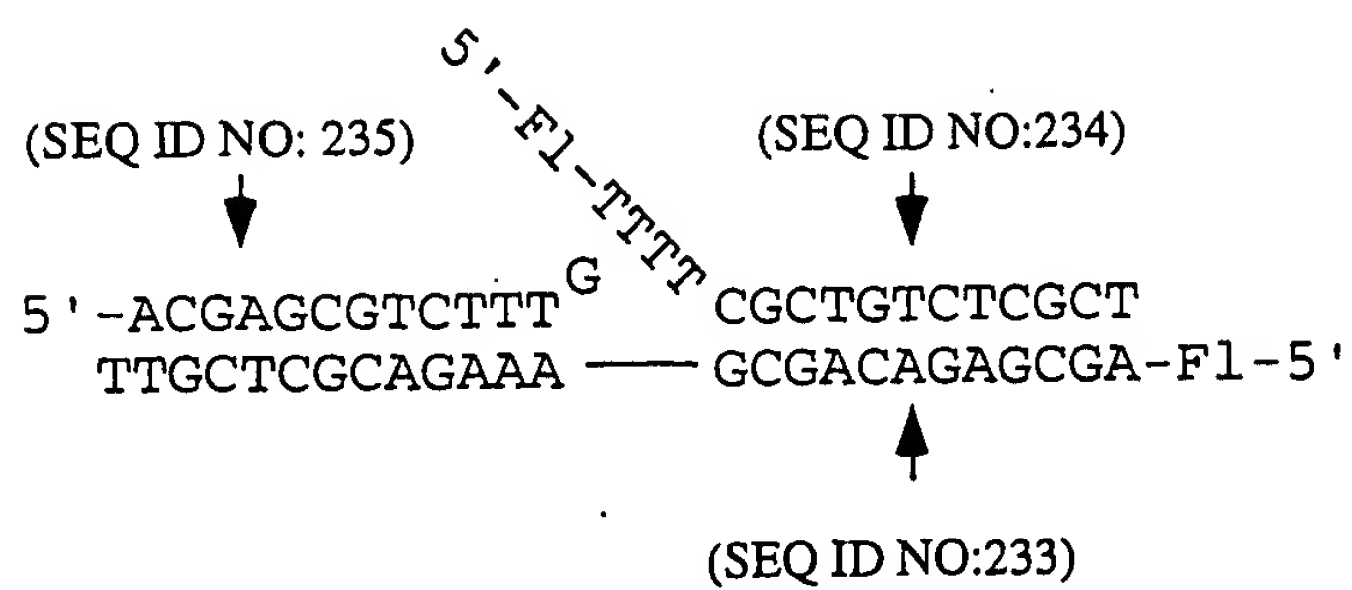 5'-Fl-TTTT
(SEQ ID NO: 235)
(SEQ ID NO:234)
5'-ACGAGCGTCTTTG
CGCTGTCTCGCT
TTGCTCGCAGAAA —— GCGACAGAGCGA-Fl-5'
(SEQ ID NO:233)